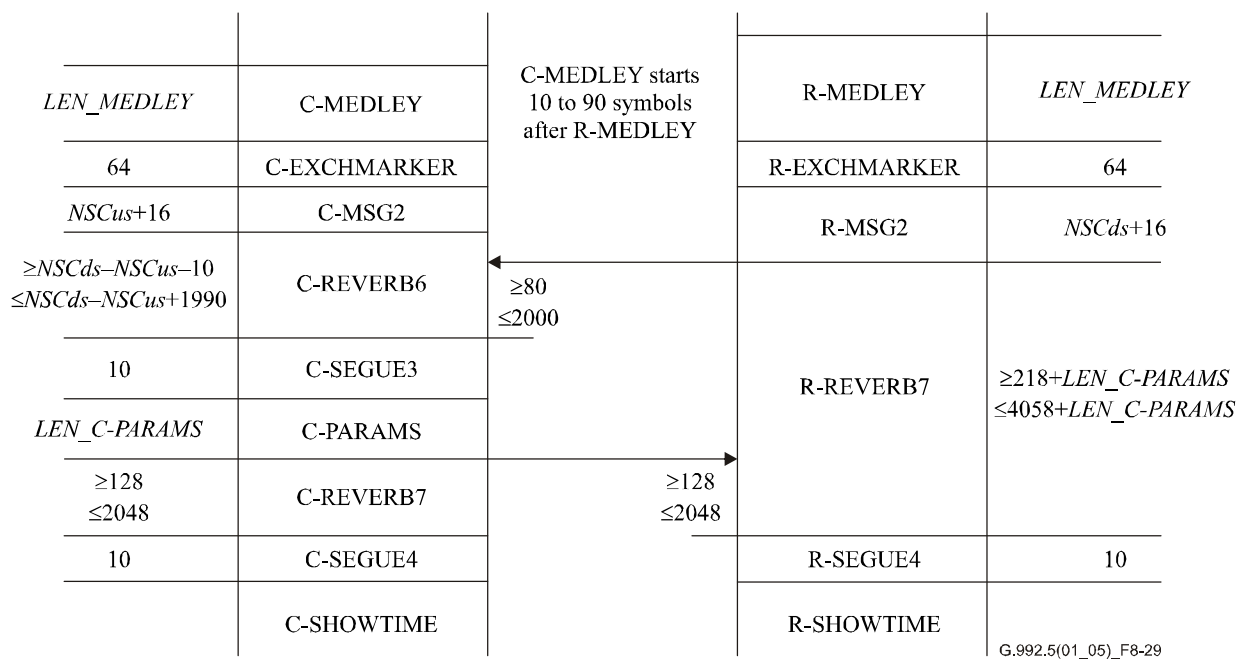 LEN_MEDLEY
C-MEDLEY
C-MEDLEY starts
10 to 90 symbols
after R-MEDLEY
R-MEDLEY
LEN_MEDLEY
64
C-EXCHMARKER
R-EXCHMARKER
64
NSCus+16
C-MSG2
R-MSG2
NSCds+16
≥NSCds–NSCus–10
≤NSCds–NSCus+1990
C-REVERB6
≥80
≤2000
10
C-SEGUE3
R-REVERB7
≥218+LEN_C-PARAMS
≤4058+LEN_C-PARAMS
LEN_C-PARAMS
C-PARAMS
≥128
≤2048
C-REVERB7
≥128
≤2048
10
C-SEGUE4
R-SEGUE4
10
C-SHOWTIME
R-SHOWTIME
G.992.5(01_05)_F8-29